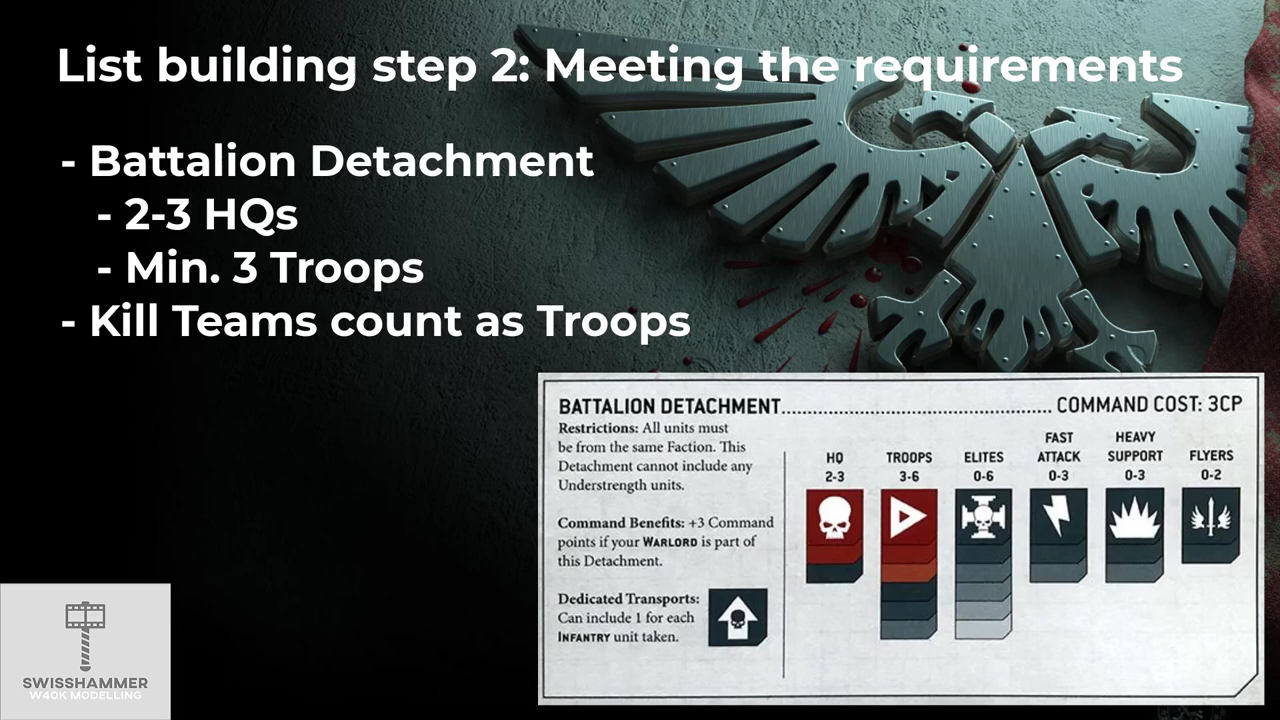 List building step 2: Meeting the requirements
- Battalion Detachment
- 2-3 HQs
- Min. 3 Troops
- Kill Teams count as Troops
BATTALION DETACHMENT.......................................................... COMMAND COST: 3CP
Restrictions: All units must
be from the same Faction. This
Detachment cannot include any
Understrength units.
Command Benefits: +3 Command
points if your WARLORD is part of
this Detachment.
Dedicated Transports:
Can include 1 for each
INFANTRY unit taken.
HQ
2-3
TROOPS
3-6
ELITES
0-6
FAST
ATTACK
0-3
HEAVY
SUPPORT
0-3
FLYERS
0-2
SWISSHAMMER
W40K MODELLING